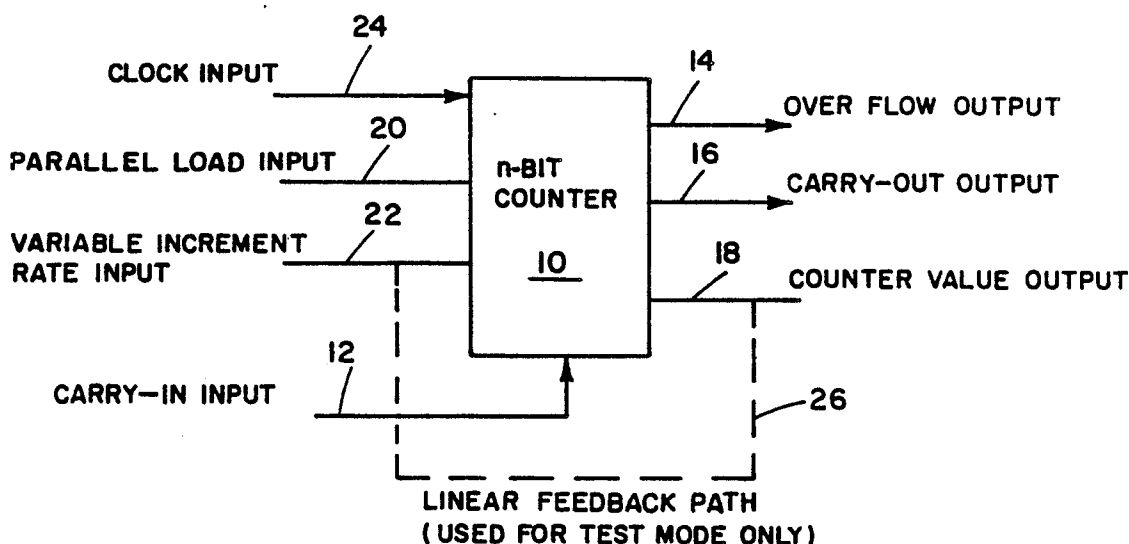 24
CLOCK INPUT
14
OVER FLOW OUTPUT
20
PARALLEL LOAD INPUT
n-BIT
COUNTER
16
CARRY-OUT OUTPUT
22
VARIABLE INCREMENT
RATE INPUT
10
18
COUNTER VALUE OUTPUT
12
CARRY-IN INPUT
26
LINEAR FEEDBACK PATH
(USED FOR TEST MODE ONLY)